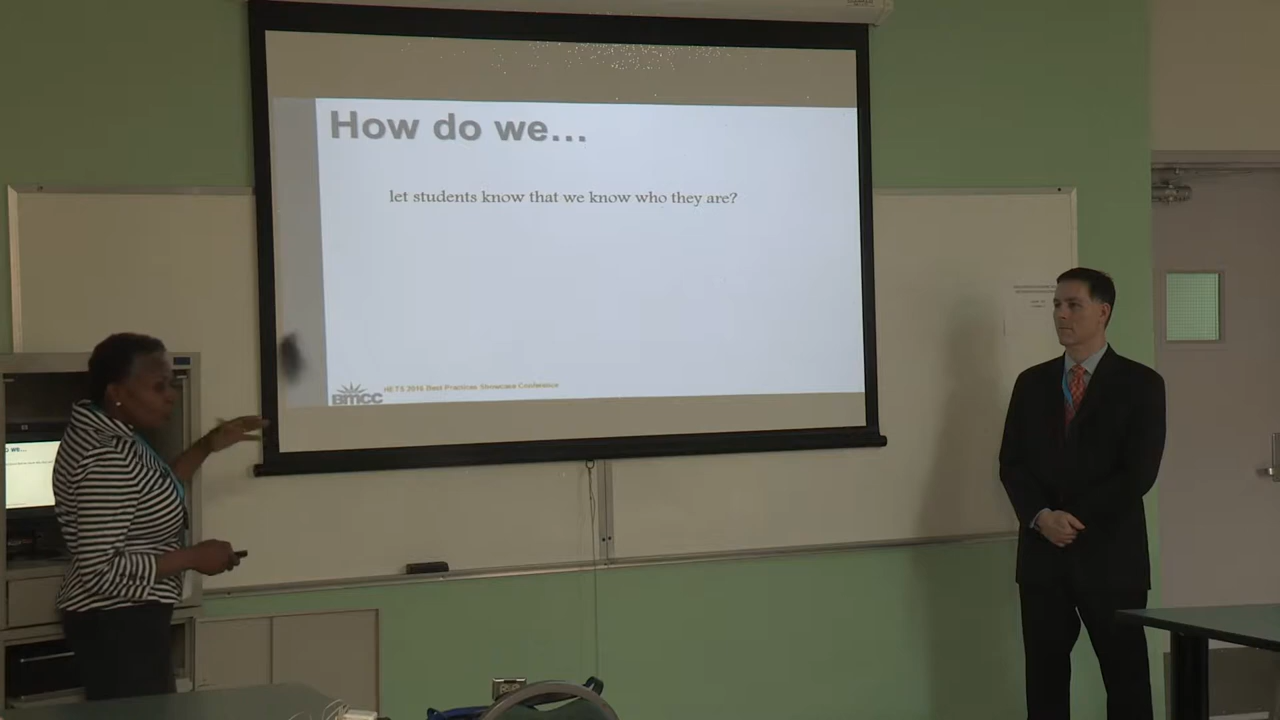 How do we...
let students know that we know who they are?
BMCC HETS 2016 Best Practices Showcase Conference